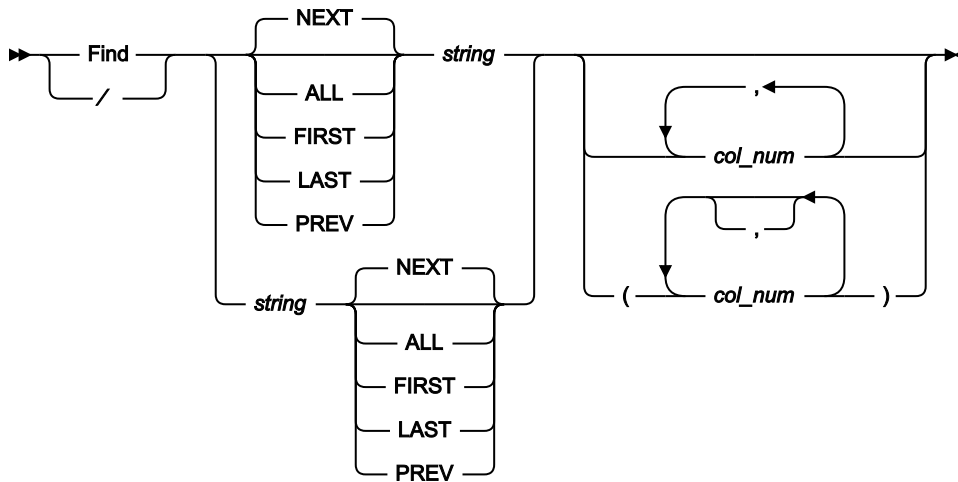 NEXT
Find
string
/
ALL
,
FIRST
col_num
LAST
PREV
,
NEXT
string
( col_num )
ALL
FIRST
LAST
PREV